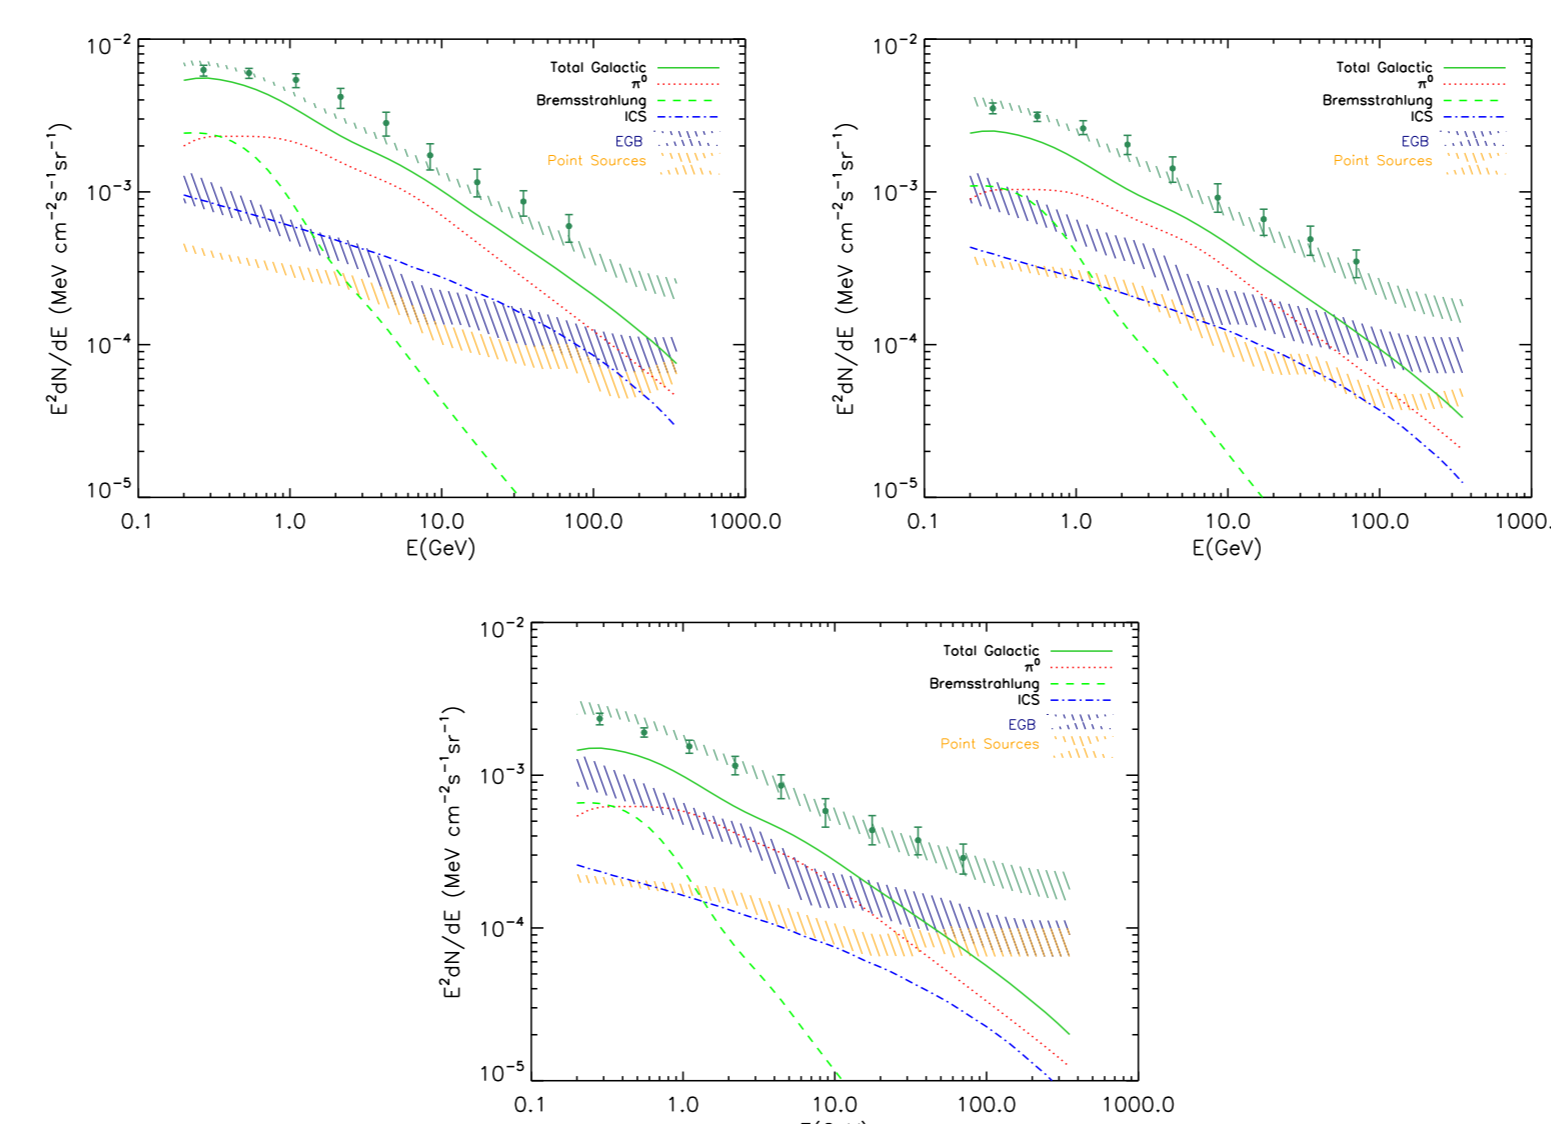 10⁻²
10⁻³
10⁻⁴
10⁻⁵
E²dN/dE (MeV cm⁻²s⁻¹sr⁻¹)
Total Galactic
π⁰
Bremsstrahlung
ICS
EGB
Point Sources
0.1 1.0 10.0 100.0 1000.0
E(GeV)
10⁻²
10⁻³
10⁻⁴
10⁻⁵
E²dN/dE (MeV cm⁻²s⁻¹sr⁻¹)
Total Galactic
π⁰
Bremsstrahlung
ICS
EGB
Point Sources
0.1 1.0 10.0 100.0 1000.
E(GeV)
10⁻²
10⁻³
10⁻⁴
10⁻⁵
E²dN/dE (MeV cm⁻²s⁻¹sr⁻¹)
Total Galactic
π⁰
Bremsstrahlung
ICS
EGB
Point Sources
0.1 1.0 10.0 100.0 1000.0